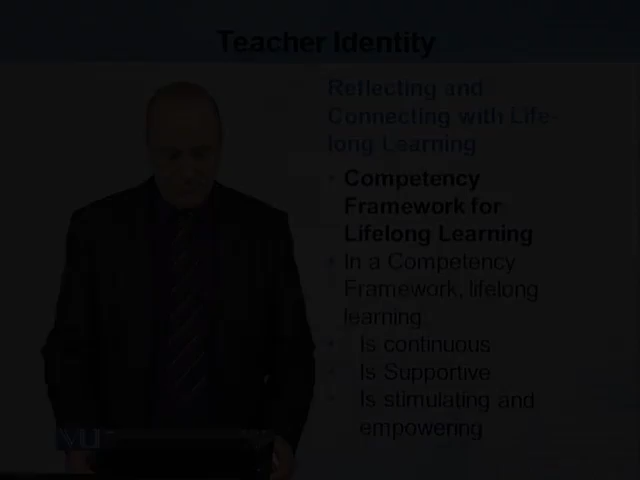 Teacher Identity
Reflecting and
Connecting with Life-
long Learning
Competency
Framework for
Lifelong Learning
In a Competency
Framework, lifelong
learning
Is continuous
Is Supportive
Is stimulating and
empowering
VU